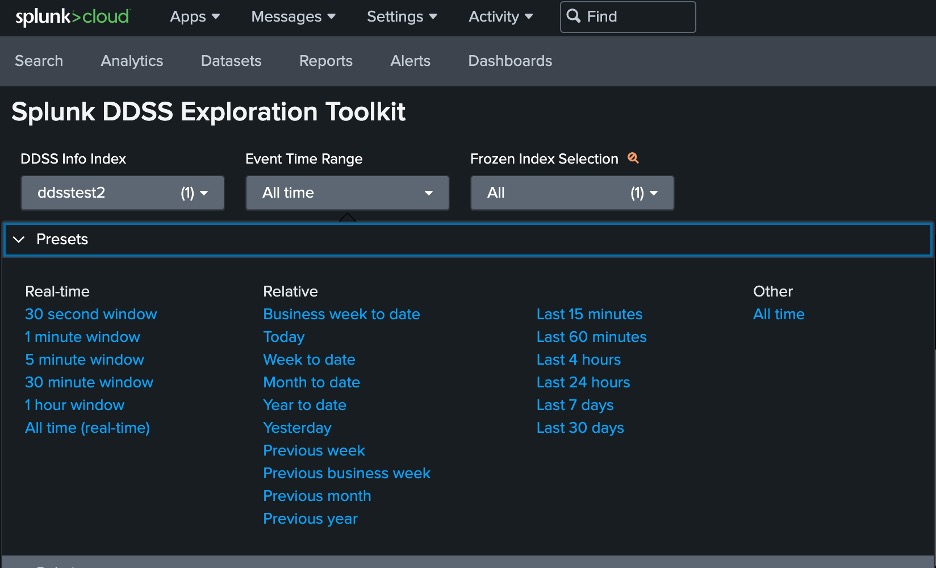 splunk>cloud Apps Messages Settings Activity Find
Search Analytics Datasets Reports Alerts Dashboards
Splunk DDSS Exploration Toolkit
DDSS Info Index Event Time Range Frozen Index Selection
ddsstest2 (1) All time All (1)
Presets
Real-time
30 second window
1 minute window
5 minute window
30 minute window
1 hour window
All time (real-time)
Relative
Business week to date
Today
Week to date
Month to date
Year to date
Yesterday
Previous week
Previous business week
Previous month
Previous year
Last 15 minutes
Last 60 minutes
Last 4 hours
Last 24 hours
Last 7 days
Last 30 days
Other
All time